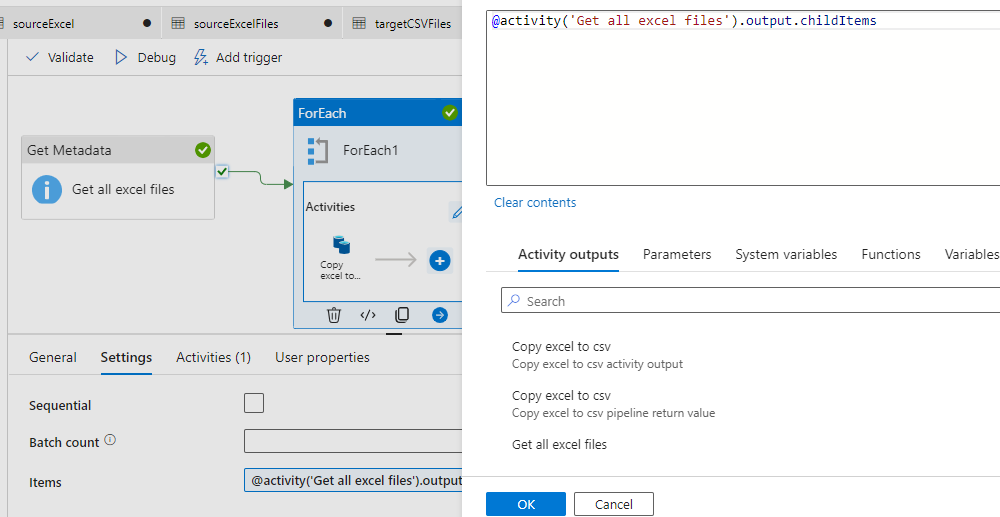 sourceExcel
sourceExcelFiles
targetCSVFiles
Validate
Debug
Add trigger
Get Metadata
Get all excel files
ForEach
ForEach1
Activities
Copy
excel to...
General
Settings
Activities (1)
User properties
Sequential
Batch count
Items
@activity('Get all excel files').output
@activity('Get all excel files').output.childItems
Clear contents
Activity outputs
Parameters
System variables
Functions
Variables
Search
Copy excel to csv
Copy excel to csv activity output
Copy excel to csv
Copy excel to csv pipeline return value
Get all excel files
OK
Cancel